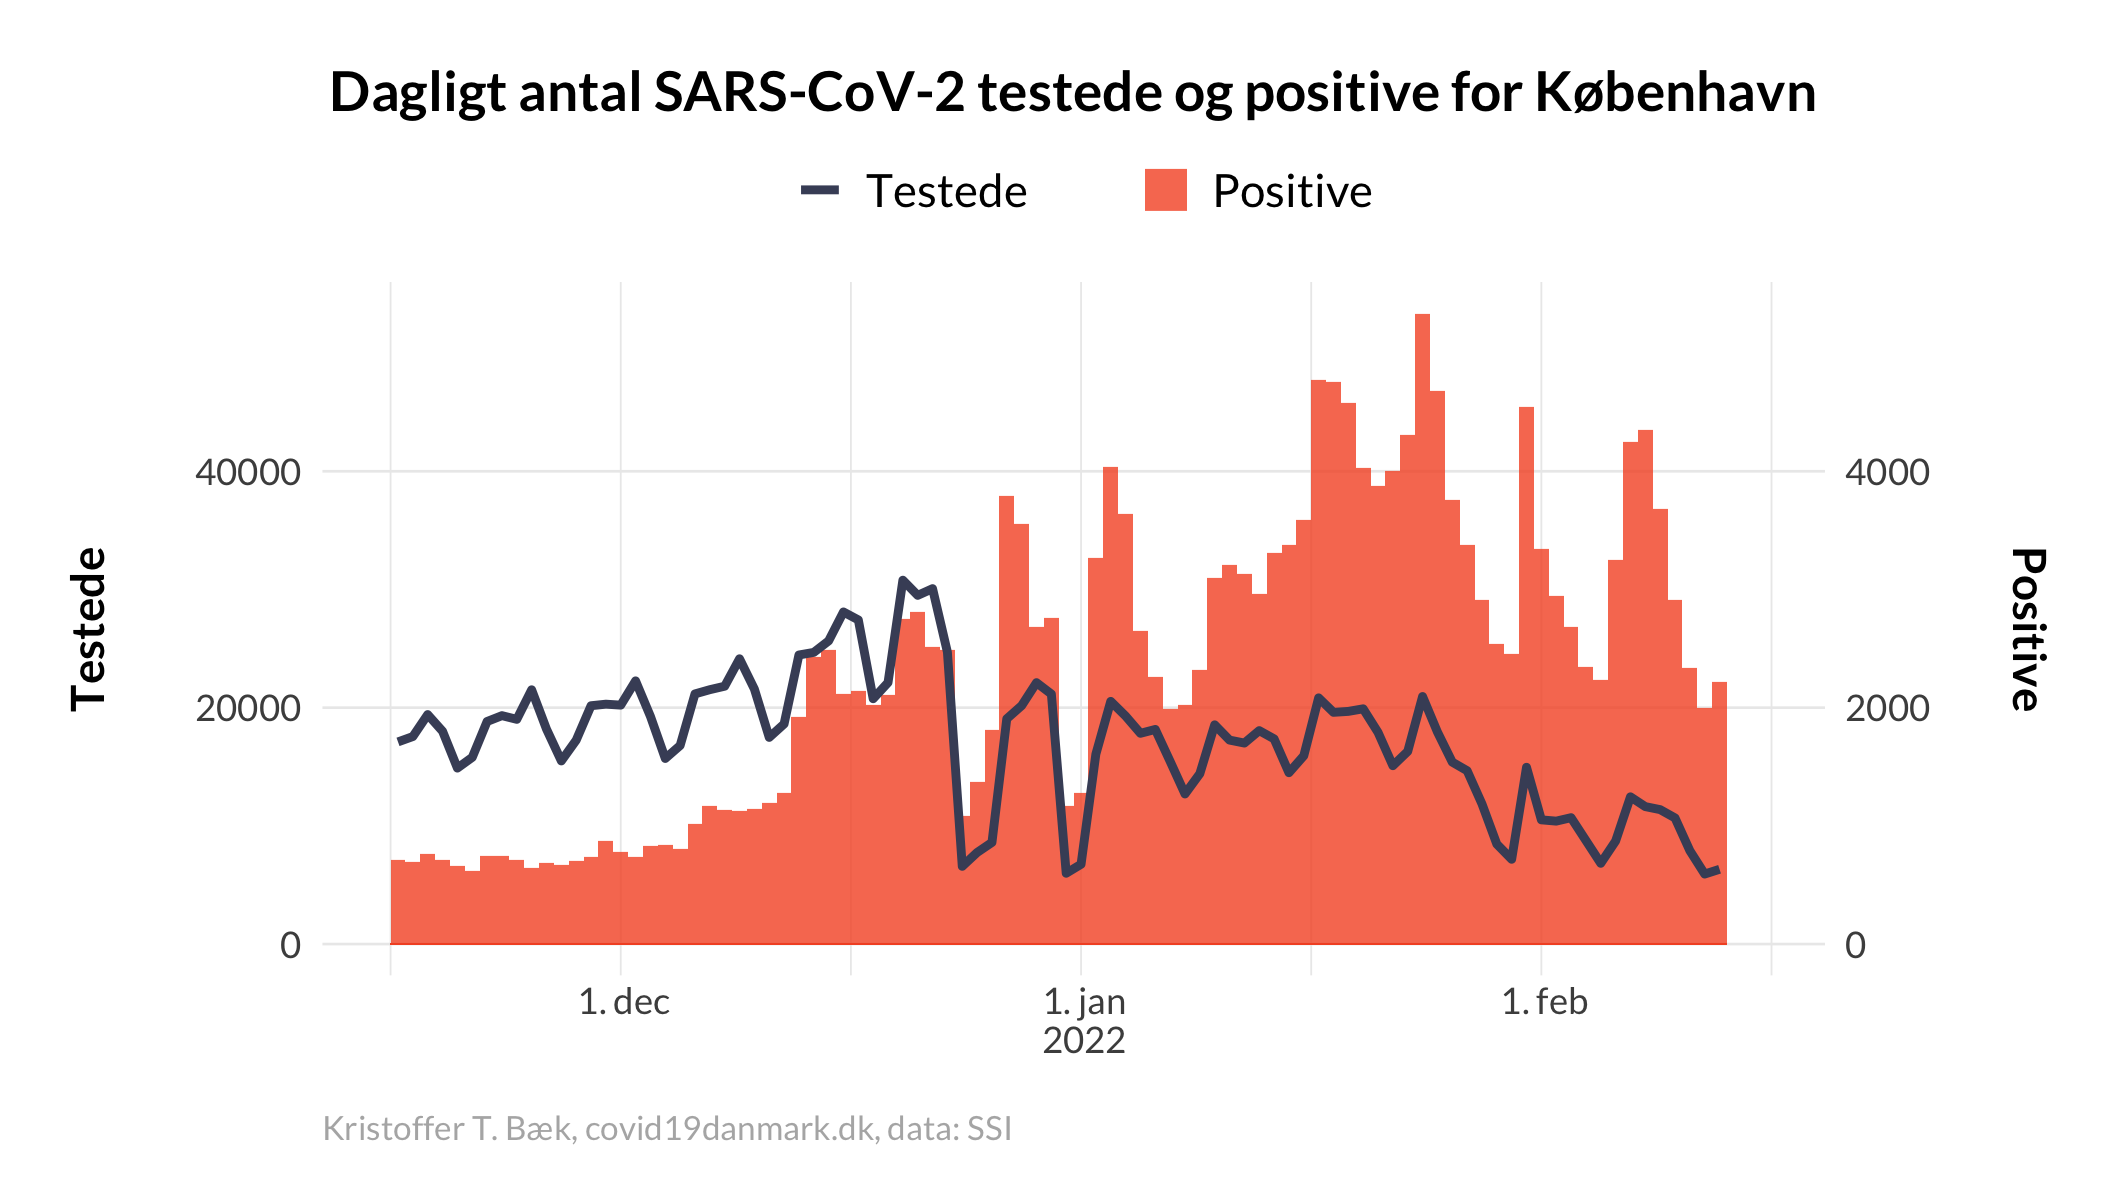 Dagligt antal SARS-CoV-2 testede og positive for København
Testede
Positive
40000
20000
0
Testede
4000
2000
0
Positive
1. dec
1. jan
2022
1. feb
Kristoffer T. Bæk, covid19danmark.dk, data: SSI